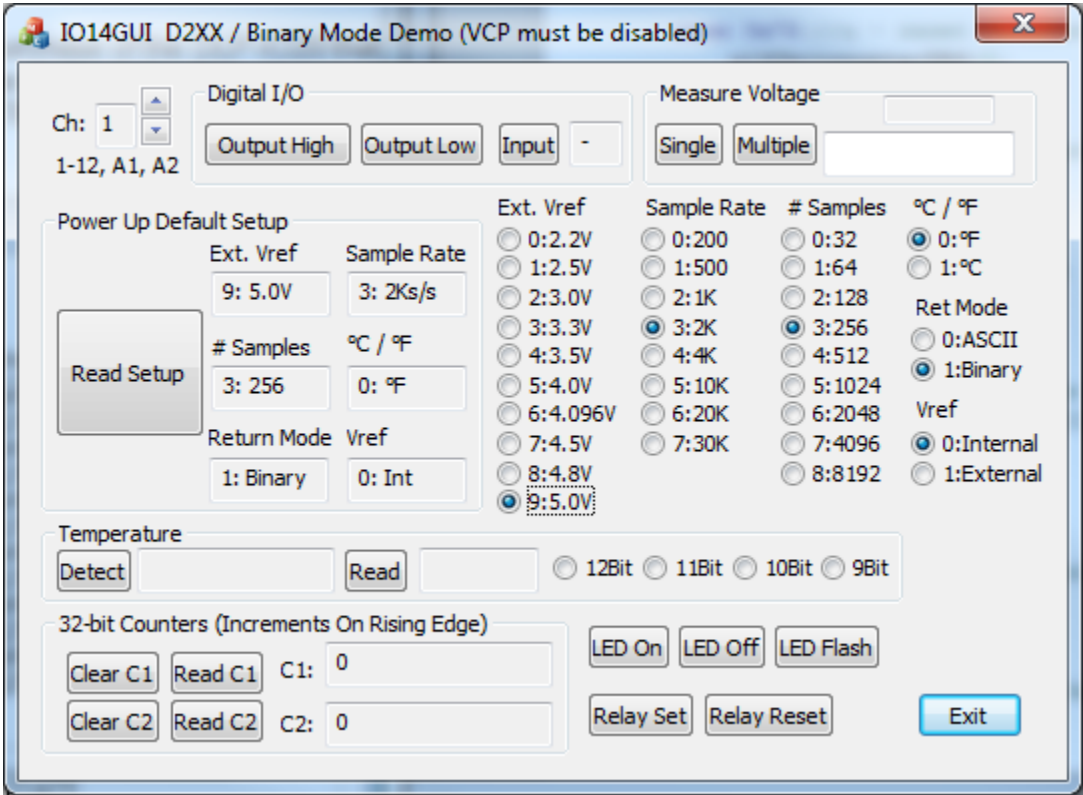 IO14GUI D2XX / Binary Mode Demo (VCP must be disabled)
Ch: 1
1-12, A1, A2
Digital I/O
Output High Output Low Input -
Measure Voltage
Single Multiple
Power Up Default Setup
Read Setup
Ext. Vref Sample Rate
9: 5.0V 3: 2Ks/s
# Samples ºC / ºF
3: 256 0: ºF
Return Mode Vref
1: Binary 0: Int
Ext. Vref
0:2.2V
1:2.5V
2:3.0V
3:3.3V
4:3.5V
5:4.0V
6:4.096V
7:4.5V
8:4.8V
9:5.0V
Sample Rate
0:200
1:500
2:1K
3:2K
4:4K
5:10K
6:20K
7:30K
# Samples
0:32
1:64
2:128
3:256
4:512
5:1024
6:2048
7:4096
8:8192
ºC / ºF
0:ºF
1:ºC
Ret Mode
0:ASCII
1:Binary
Vref
0:Internal
1:External
Temperature
Detect Read 12Bit 11Bit 10Bit 9Bit
32-bit Counters (Increments On Rising Edge)
Clear C1 Read C1 C1: 0
Clear C2 Read C2 C2: 0
LED On LED Off LED Flash
Relay Set Relay Reset Exit